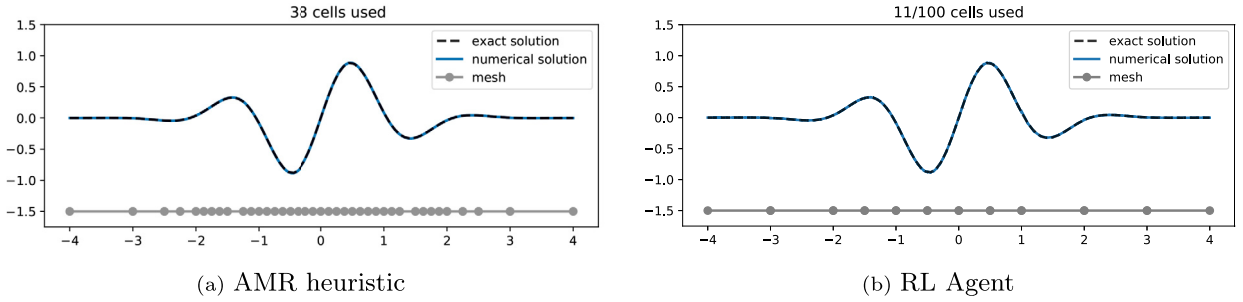 38 cells used
1.5
1.0
0.5
0.0
−0.5
−1.0
−1.5
exact solution
numerical solution
mesh
−4 −3 −2 −1 0 1 2 3 4
(a) AMR heuristic
11/100 cells used
1.5
1.0
0.5
0.0
−0.5
−1.0
−1.5
exact solution
numerical solution
mesh
−4 −3 −2 −1 0 1 2 3 4
(b) RL Agent